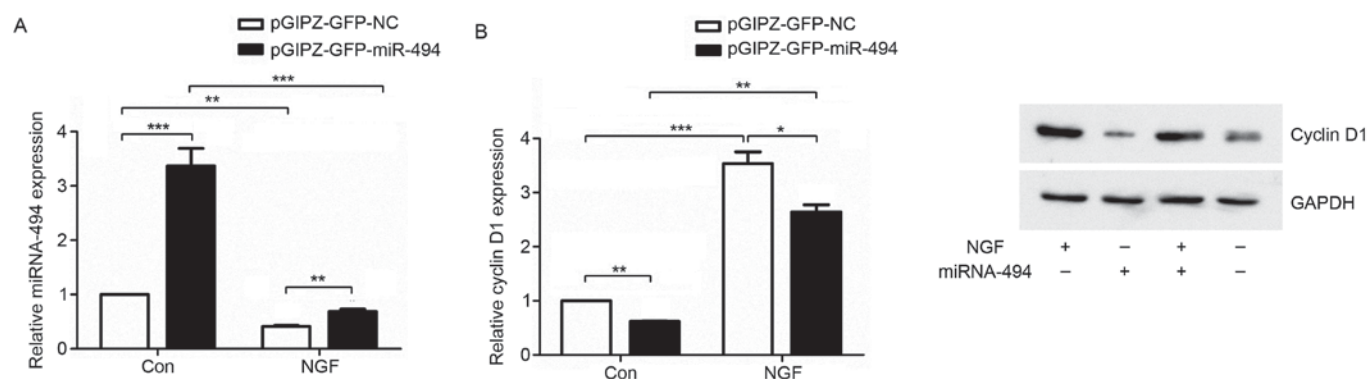 A
pGIPZ-GFP-NC
pGIPZ-GFP-miR-494
***
**
***
**
Relative miRNA-494 expression
4
3
2
1
0
Con
NGF
B
pGIPZ-GFP-NC
pGIPZ-GFP-miR-494
**
***
*
**
Relative cyclin D1 expression
4
3
2
1
0
Con
NGF
Cyclin D1
GAPDH
NGF + – + –
miRNA-494 – + + –